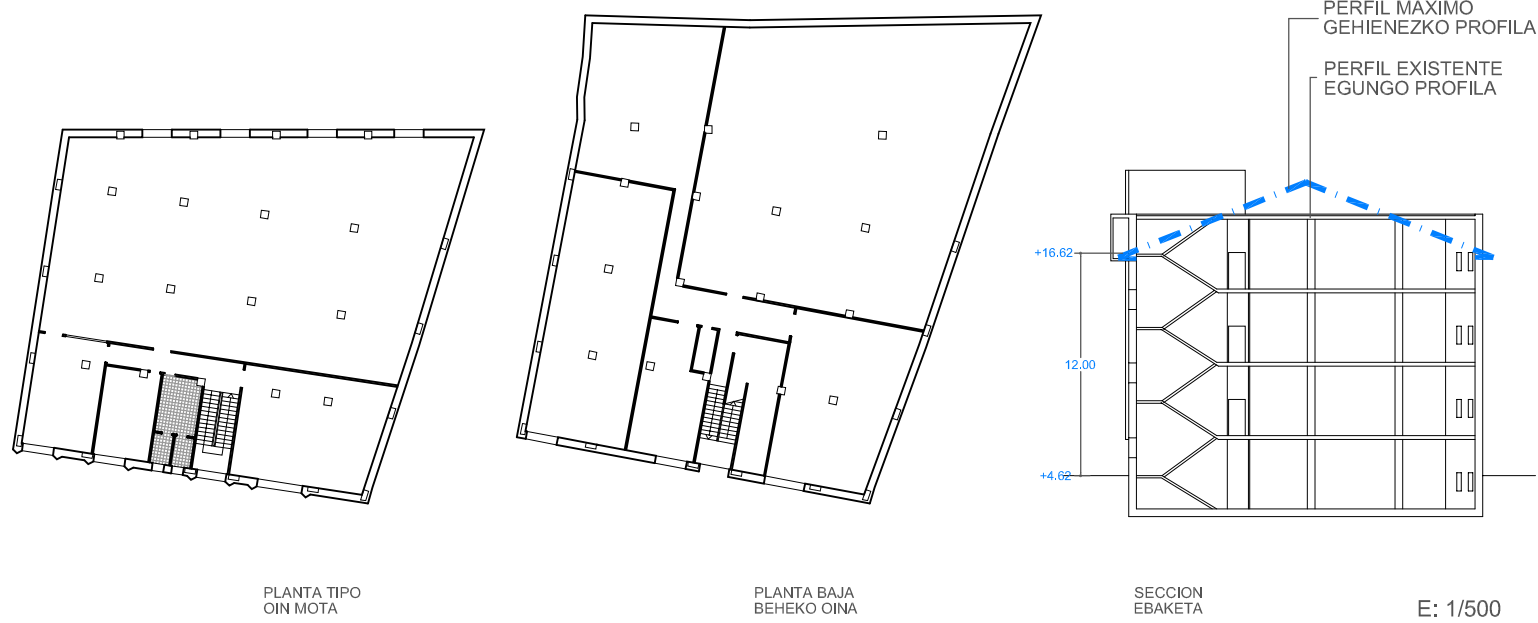 PERFIL MAXIMO
GEHIENEZKO PROFILA
PERFIL EXISTENTE
EGUNGO PROFILA
+16.62
12.00
+4.62
PLANTA TIPO
OIN MOTA
PLANTA BAJA
BEHEKO OINA
SECCION
EBAKETA
E: 1/500